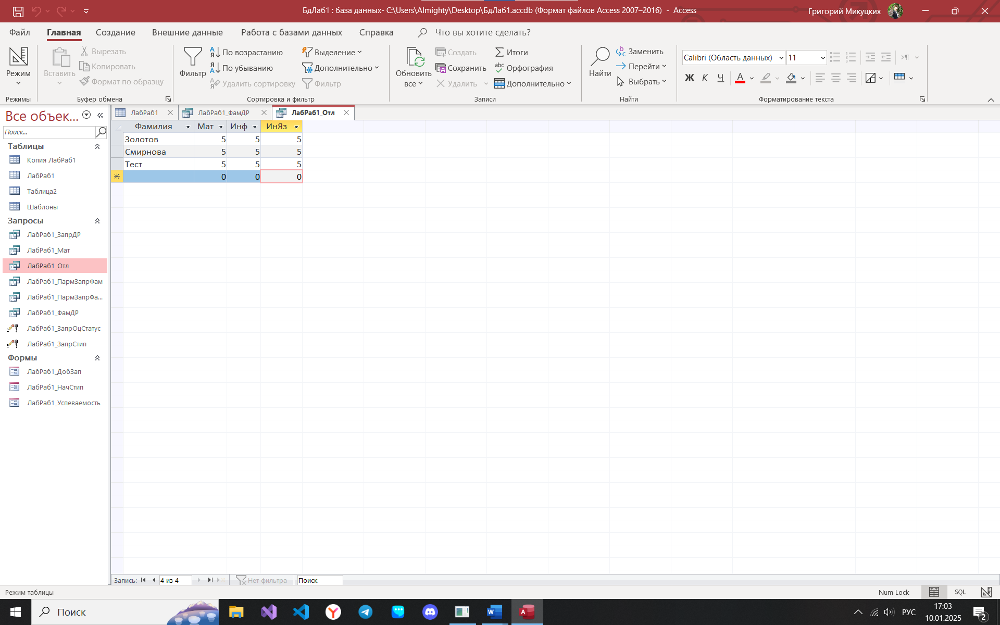 БдЛаб1 : база данных- C:\Users\Almighty\Desktop\БдЛаб1.accdb (Формат файлов Access 2007–2016) - Access
Григорий Микуцких
Файл
Главная
Создание
Внешние данные
Работа с базами данных
Справка
Что вы хотите сделать?
Режим
Режимы
Вставить
Вырезать
Копировать
Формат по образцу
Буфер обмена
Фильтр
По возрастанию
По убыванию
Удалить сортировку
Выделение
Дополнительно
Фильтр
Сортировка и фильтр
Обновить
все
Создать
Сохранить
Удалить
Итоги
Орфография
Дополнительно
Записи
Найти
Заменить
Перейти
Выбрать
Найти
Calibri (Область данных)
11
Ж К Ч А
Форматирование текста
Все объек...
Поиск...
Таблицы
Копия ЛабРаб1
ЛабРаб1
Таблица2
Шаблоны
Запросы
ЛабРаб1_ЗапрДР
ЛабРаб1_Мат
ЛабРаб1_Отл
ЛабРаб1_ПармЗапрФам
ЛабРаб1_ПармЗапрФа...
ЛабРаб1_ФамДР
ЛабРаб1_ЗапрОцСтатус
ЛабРаб1_ЗапрСтип
Формы
ЛабРаб1_ДобЗап
ЛабРаб1_НачСтип
ЛабРаб1_Успеваемость
ЛабРаб1
ЛабРаб1_ФамДР
ЛабРаб1_Отл
Фамилия Мат Инф ИнЯз
Золотов 5 5 5
Смирнова 5 5 5
Тест 5 5 5
0 0 0
Запись: 4 из 4 Нет фильтра Поиск
Режим таблицы
Num Lock
SQL
Поиск
РУС
17:03
10.01.2025
2